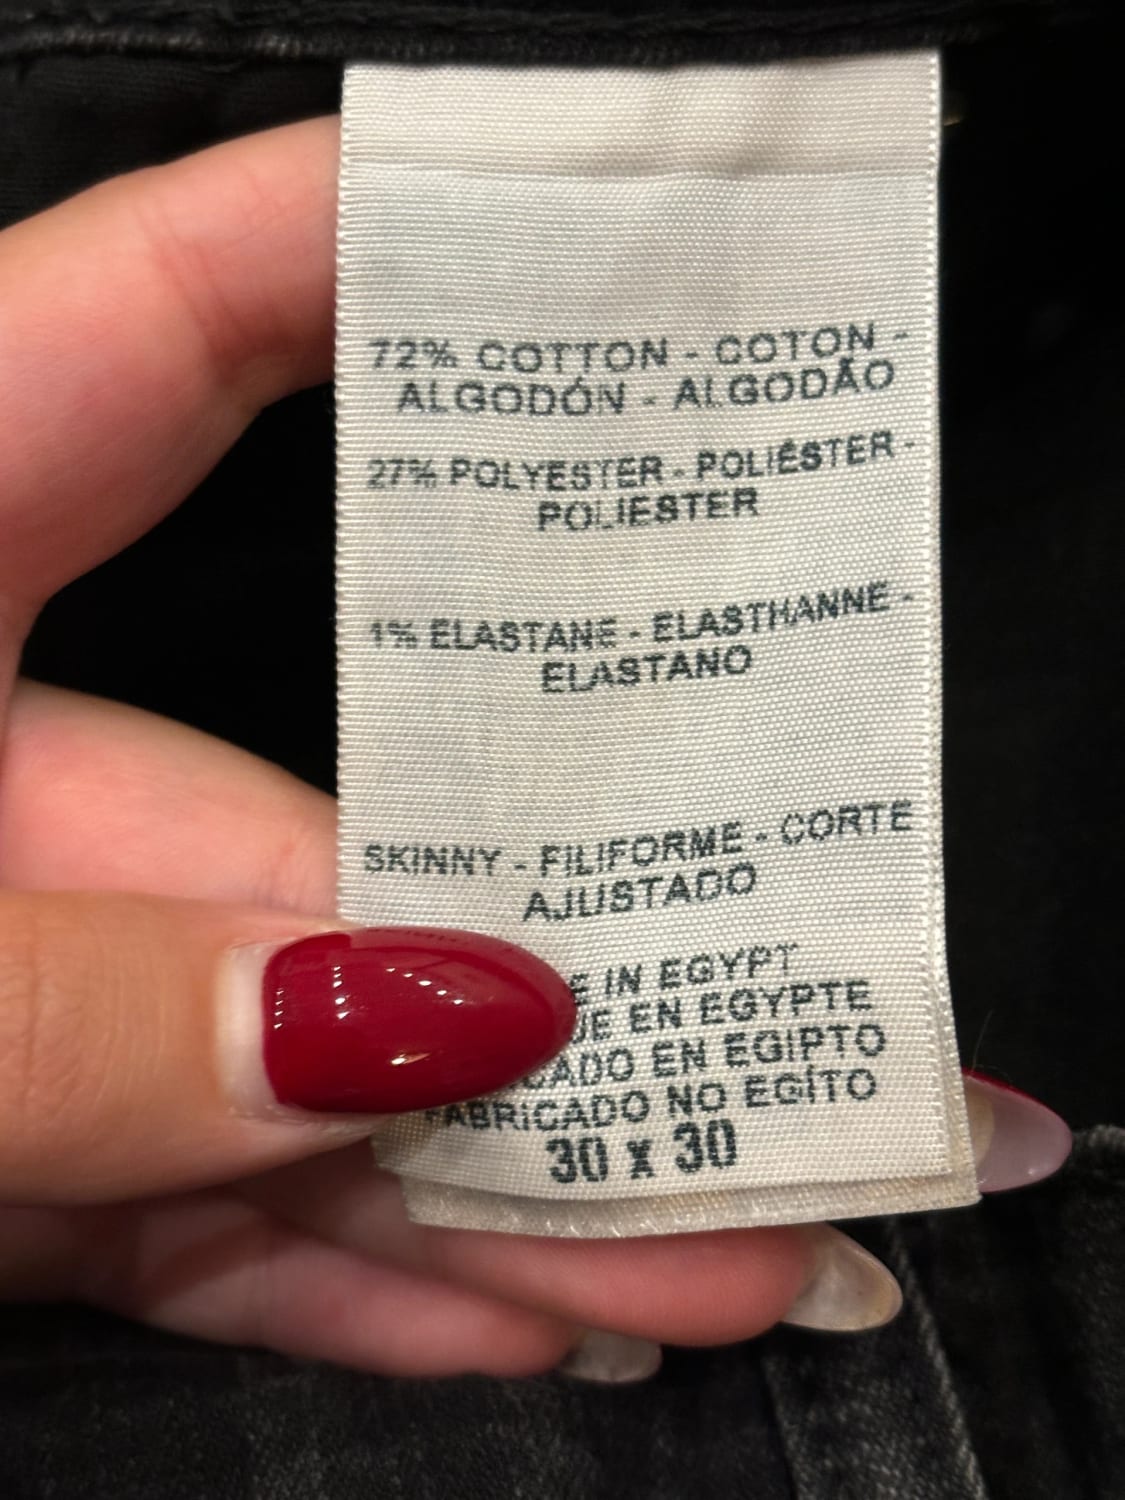 72% COTTON - COTON -
ALGODÓN - ALGODÃO
27% POLYESTER - POLIÉSTER -
POLIESTER
1% ELASTANE - ELASTHANNE -
ELASTANO
SKINNY - FILIFORME - CORTE
AJUSTADO
IN EGYPT
EN EGYPTE
EN EGIPTO
FABRICADO NO EGÍTO
30 x 30